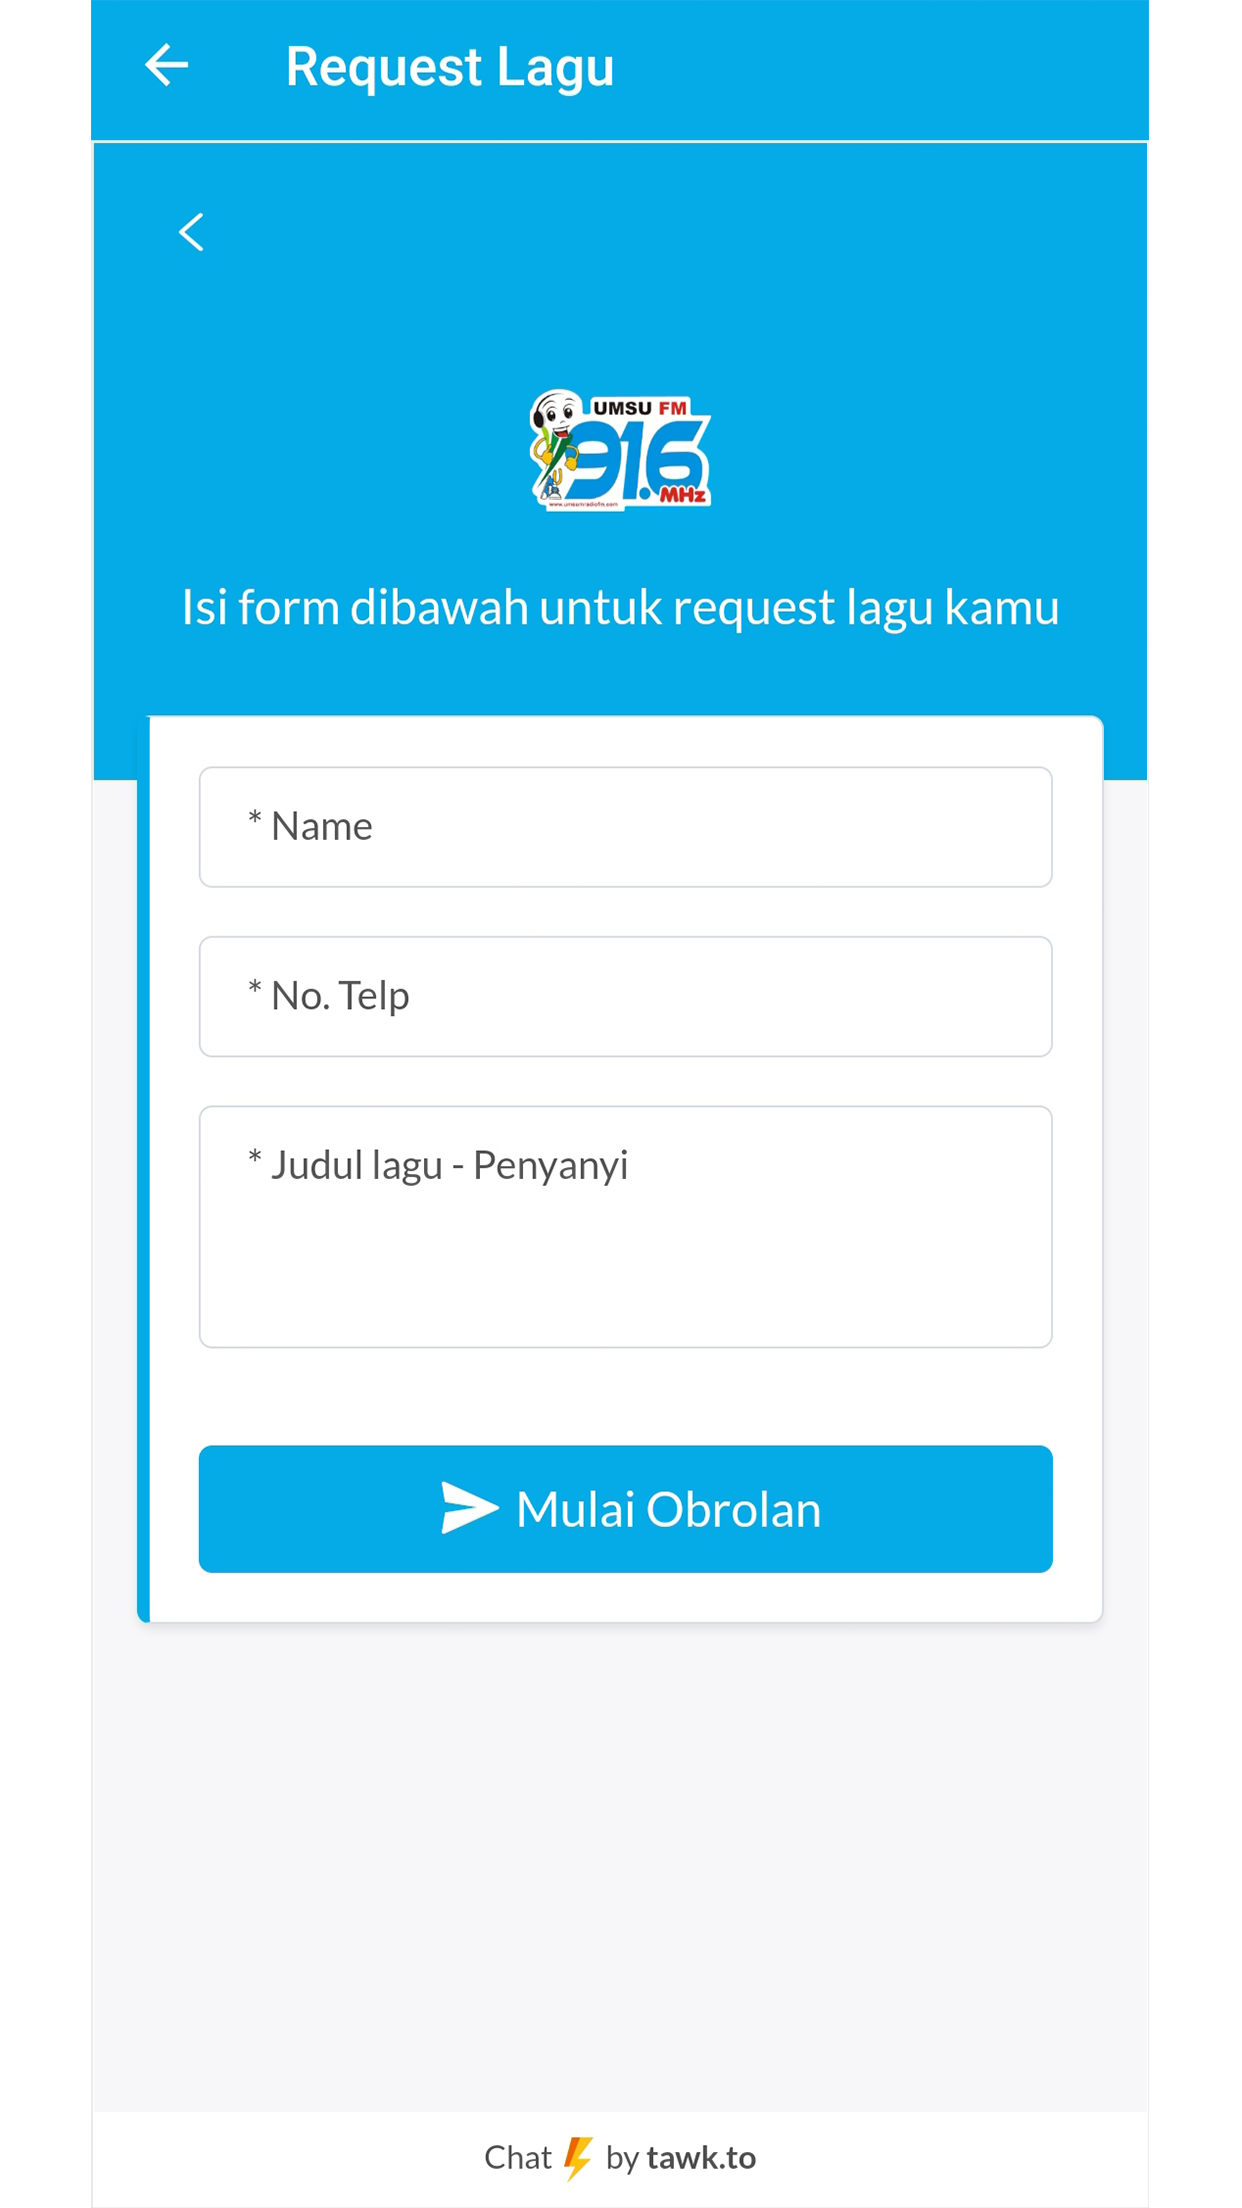 Request Lagu
UMSU FM
91.6
MHz
Isi form dibawah untuk request lagu kamu
* Name
* No. Telp
* Judul lagu - Penyanyi
Mulai Obrolan
Chat by tawk.to